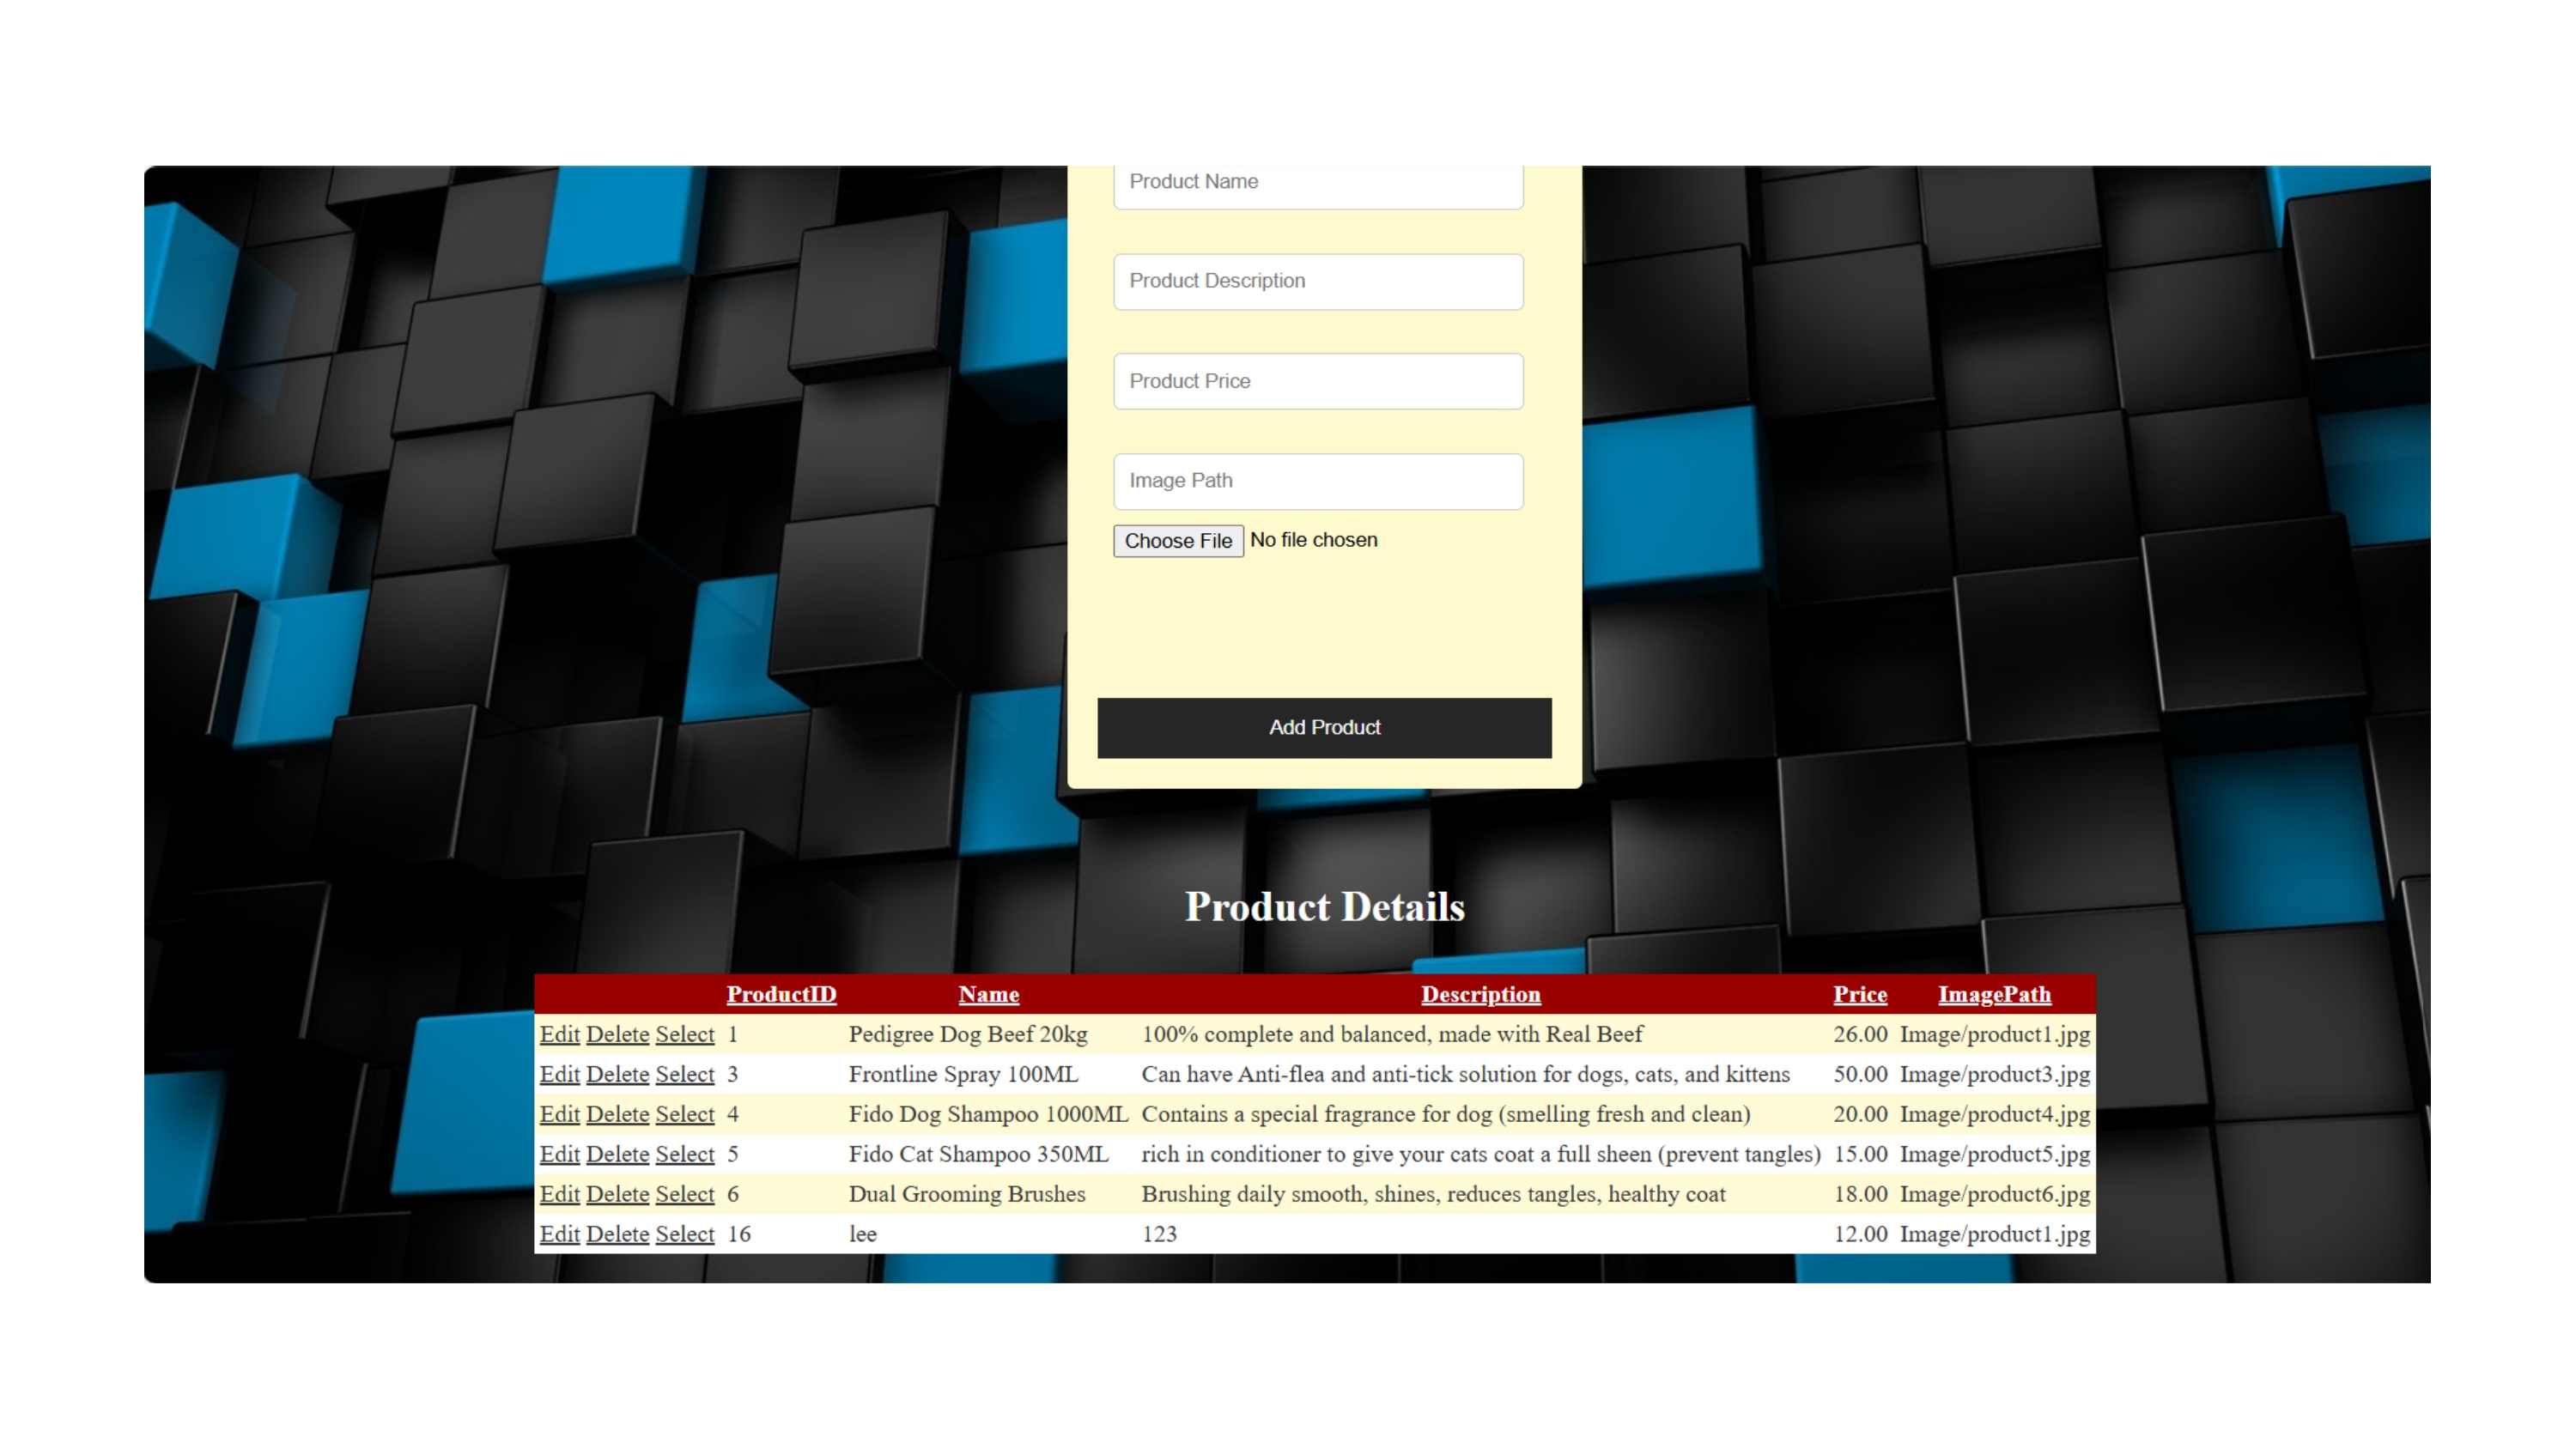 Product Name
Product Description
Product Price
Image Path
Choose File No file chosen
Add Product
Product Details
ProductID Name Description Price ImagePath
Edit Delete Select 1 Pedigree Dog Beef 20kg 100% complete and balanced, made with Real Beef 26.00 Image/product1.jpg
Edit Delete Select 3 Frontline Spray 100ML Can have Anti-flea and anti-tick solution for dogs, cats, and kittens 50.00 Image/product3.jpg
Edit Delete Select 4 Fido Dog Shampoo 1000ML Contains a special fragrance for dog (smelling fresh and clean) 20.00 Image/product4.jpg
Edit Delete Select 5 Fido Cat Shampoo 350ML rich in conditioner to give your cats coat a full sheen (prevent tangles) 15.00 Image/product5.jpg
Edit Delete Select 6 Dual Grooming Brushes Brushing daily smooth, shines, reduces tangles, healthy coat 18.00 Image/product6.jpg
Edit Delete Select 16 lee 123 12.00 Image/product1.jpg